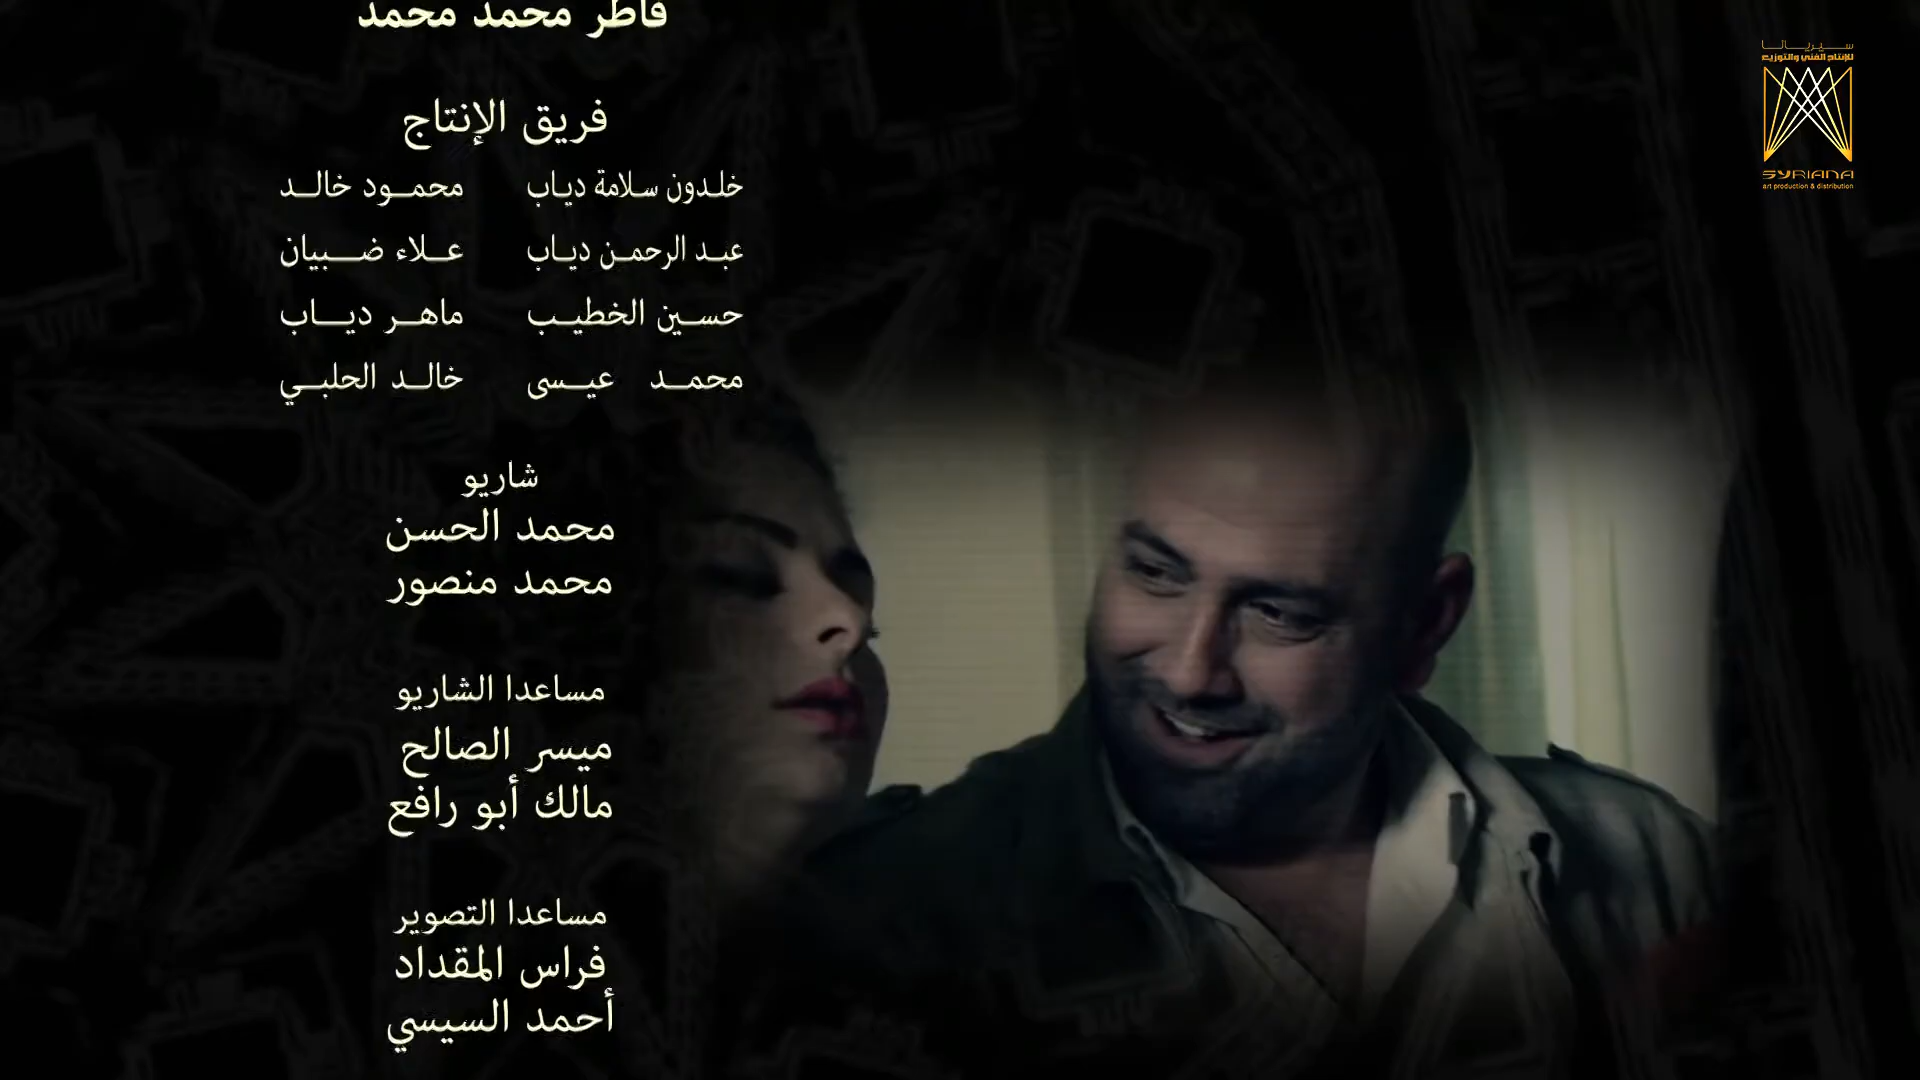 فاطر محمد محمد
فريق الإنتاج
خلدون سلامة دياب محمود خالد
عبد الرحمن دياب علاء ضبيان
حسين الخطيب ماهر دياب
محمد عيسى خالد الحلبي
شاريو
محمد الحسن
محمد منصور
مساعدا الشاريو
ميسر الصالح
مالك أبو رافع
مساعدا التصوير
فراس المقداد
أحمد السيسي
سيريانا
للإنتاج الفني والتوزيع
SYRIANA
art production & distribution